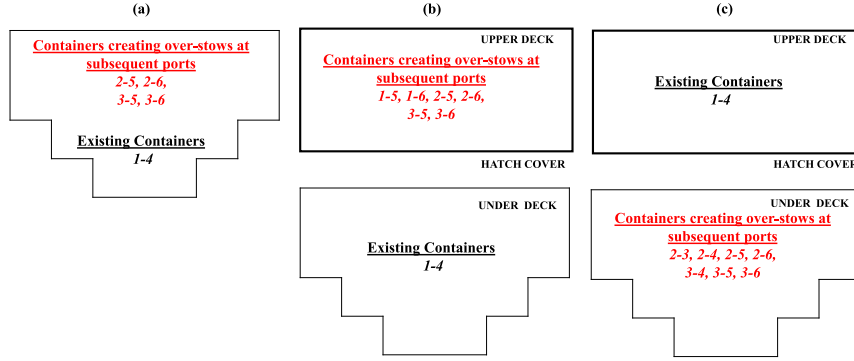 (a)
Containers creating over-stows at
subsequent ports
2-5, 2-6,
3-5, 3-6
Existing Containers
1-4
(b)
UPPER DECK
Containers creating over-stows at
subsequent ports
1-5, 1-6, 2-5, 2-6,
3-5, 3-6
HATCH COVER
UNDER DECK
Existing Containers
1-4
(c)
UPPER DECK
Existing Containers
1-4
HATCH COVER
UNDER DECK
Containers creating over-stows at
subsequent ports
2-3, 2-4, 2-5, 2-6,
3-4, 3-5, 3-6